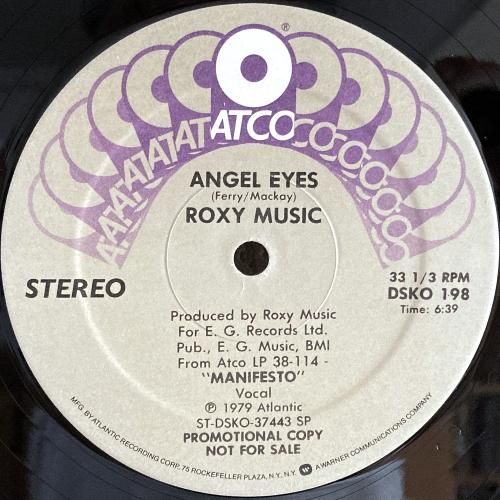 ®
ATCO
ANGEL EYES
(Ferry/Mackay)
ROXY MUSIC
STEREO
33 1/3 RPM
DSKO 198
Time: 6:39
Produced by Roxy Music
For E. G. Records Ltd.
Pub., E. G. Music, BMI
From Atco LP 38-114 -
"MANIFESTO"
Vocal
℗ 1979 Atlantic
ST-DSKO-37443 SP
PROMOTIONAL COPY
NOT FOR SALE
MFG. BY ATLANTIC RECORDING CORP., 75 ROCKEFELLER PLAZA, N.Y., N.Y. A WARNER COMMUNICATIONS COMPANY